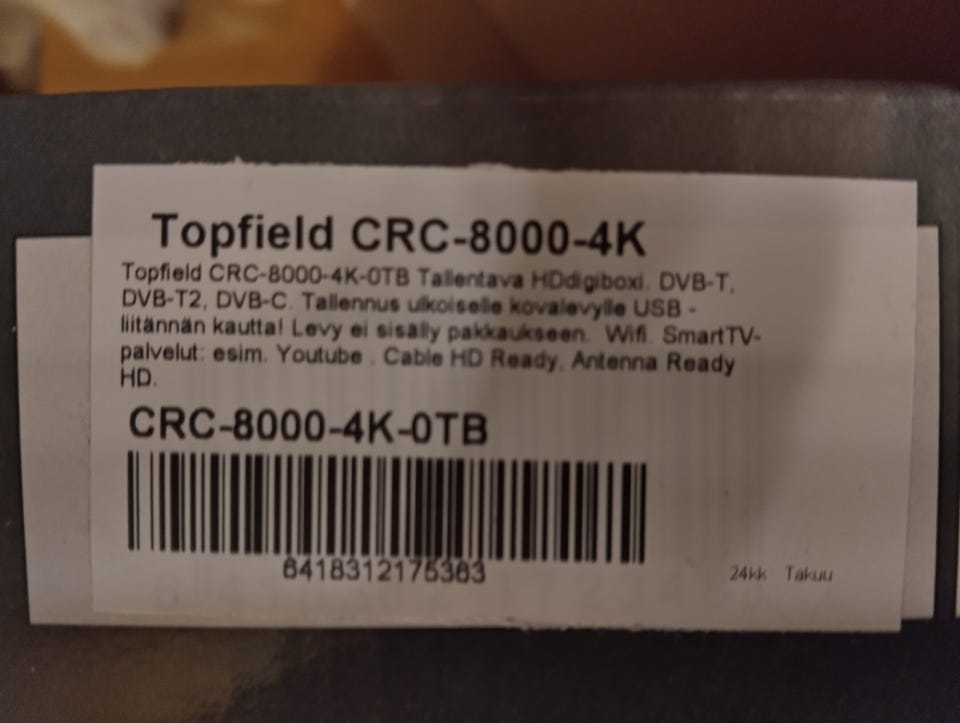 Topfield CRC-8000-4K
Topfield CRC-8000-4K-0TB Tallentava HDdigiboxi. DVB-T,
DVB-T2, DVB-C. Tallennus ulkoiselle kovalevylle USB -
liitännän kautta! Levy ei sisälly pakkaukseen. Wifi. SmartTV-
palvelut: esim. Youtube . Cable HD Ready, Antenna Ready
HD.
CRC-8000-4K-0TB
6418312175363
24kk Takuu